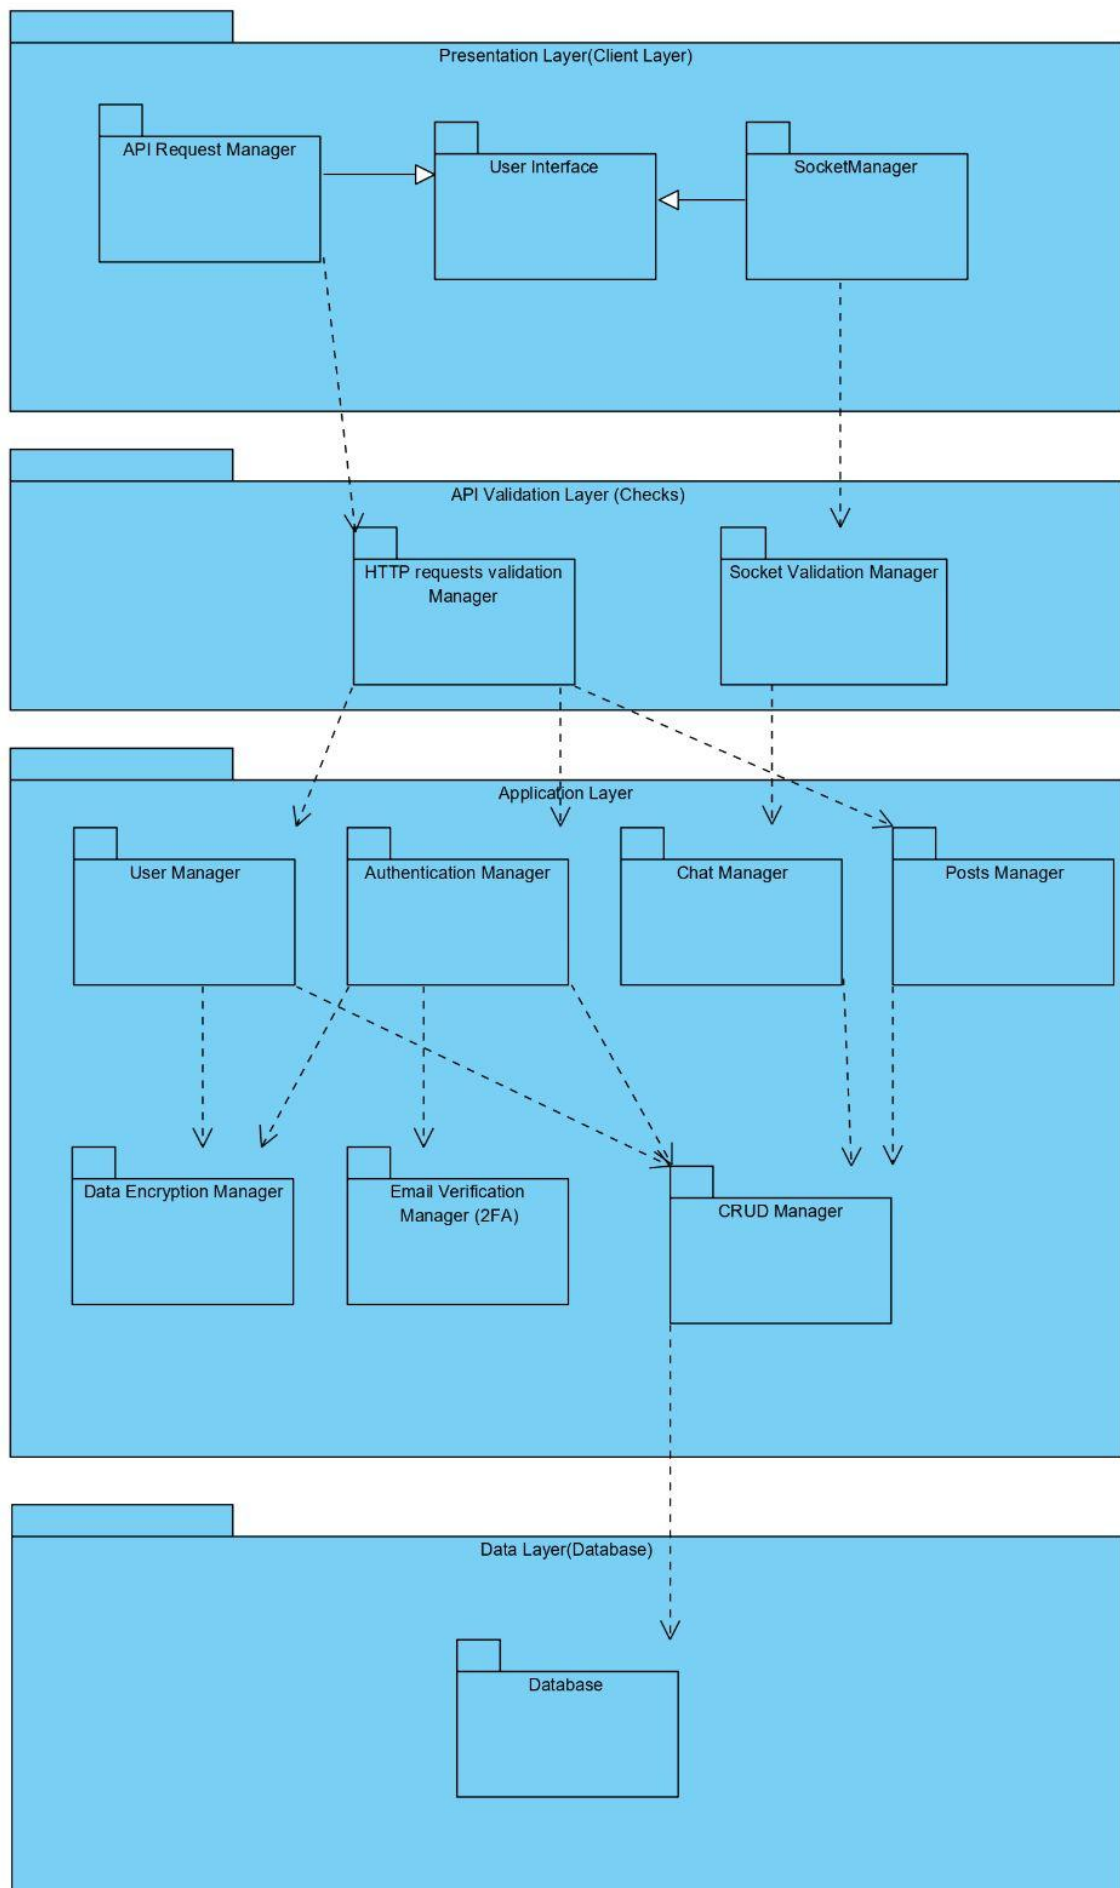 Presentation Layer(Client Layer)
API Request Manager
User Interface
SocketManager
API Validation Layer (Checks)
HTTP requests validation
Manager
Socket Validation Manager
Application Layer
User Manager
Authentication Manager
Chat Manager
Posts Manager
Data Encryption Manager
Email Verification
Manager (2FA)
CRUD Manager
Data Layer(Database)
Database